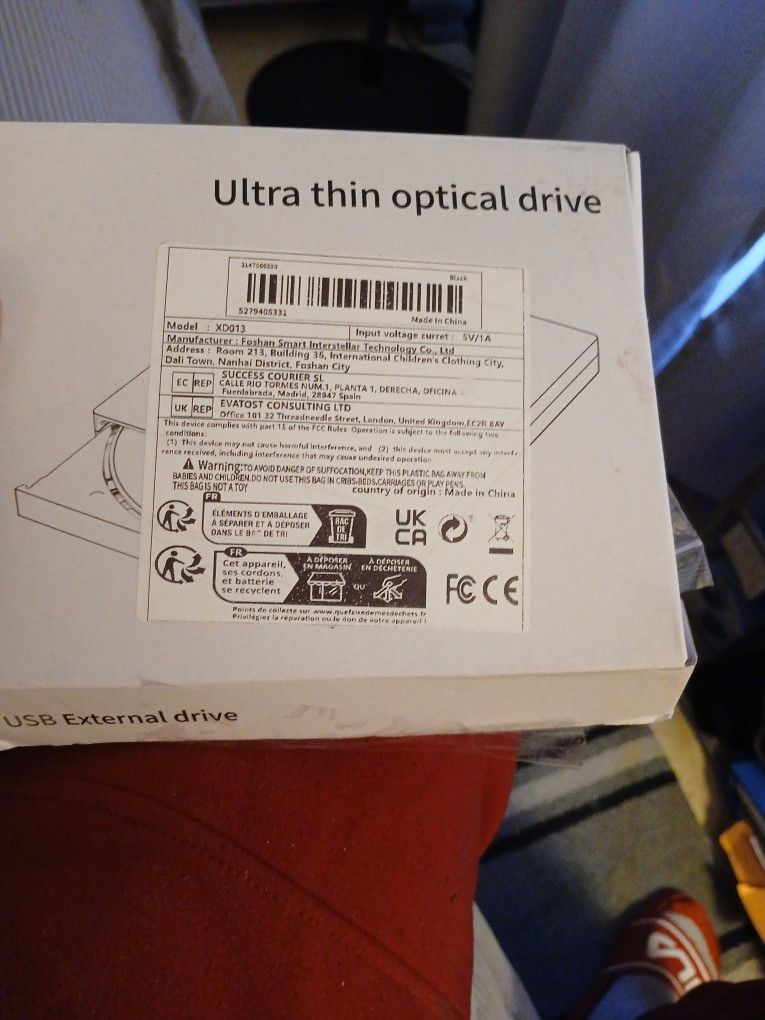 Ultra thin optical drive
2147506330
Black
5279405331
Made in China
Model : XD013
Input voltage curret : 5V/1A
Manufacturer : Foshan Smart Interstellar Technology Co., Ltd
Address : Room 213, Building 36, International Children's Clothing City,
Dali Town, Nanhai District, Foshan City
EC REP
SUCCESS COURIER SL
CALLE RIO TORMES NUM.1, PLANTA 1, DERECHA, OFICINA
Fuenlabrada, Madrid, 28947 Spain
UK REP
EVATOST CONSULTING LTD
Office 101 32 Threadneedle Street, London, United Kingdom,EC2R 8AY
This device complies with part 15 of the FCC Rules. Operation is subject to the following two
conditions:
(1) This device may not cause harmful interference, and (2) this device must accept any interfe-
rence received, including interference that may cause undesired operation
Warning:TO AVOID DANGER OF SUFFOCATION,KEEP THIS PLASTIC BAG AWAY FROM
BABIES AND CHILDREN.DO NOT USE THIS BAG IN CRIBS-BEDS,CARRIAGES OR PLAY PENS.
THIS BAG IS NOT A TOY
country of origin : Made in China
FR
ÉLÉMENTS D'EMBALLAGE
À SÉPARER ET À DÉPOSER
DANS LE BAC DE TRI
BAC
DE
TRI
UK
CA
FR
Cet appareil,
ses cordons,
et batterie
se recyclent
À DÉPOSER
EN MAGASIN
OU
À DÉPOSER
EN DÉCHÈTERIE
FC CE
Points de collecte sur www.quefairedemesdechets.fr
Privilégiez la réparation ou le don de votre appareil !
USB External drive